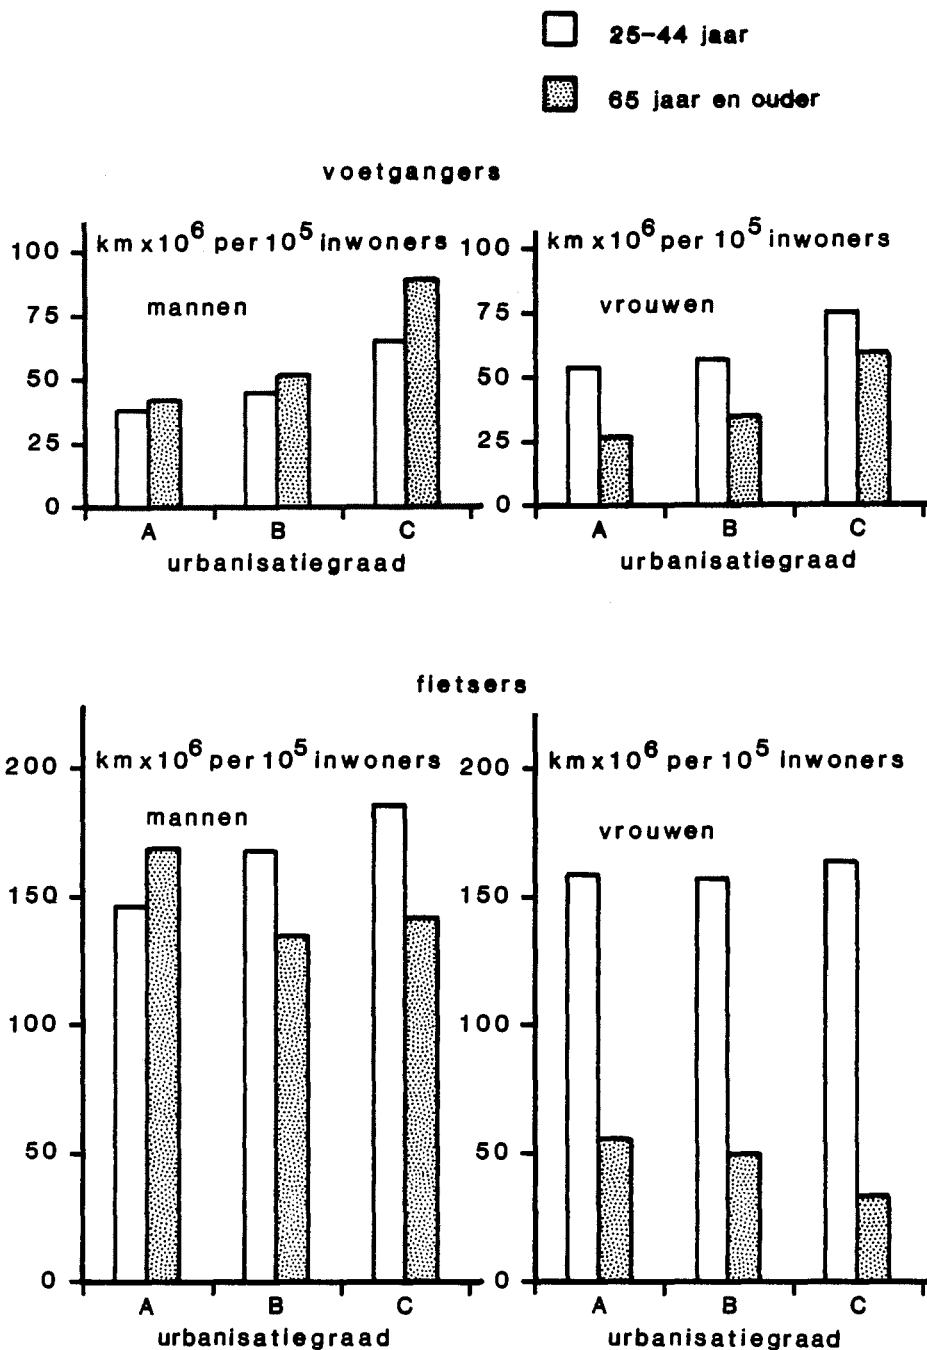 25-44 jaar
65 jaar en ouder
voetgangers
km x 10⁶ per 10⁵ inwoners
mannen
100
75
50
25
0
A B C
urbanisatiegraad
km x 10⁶ per 10⁵ inwoners
vrouwen
100
75
50
25
0
A B C
urbanisatiegraad
fietsers
km x 10⁶ per 10⁵ inwoners
mannen
200
150
100
50
0
A B C
urbanisatiegraad
km x 10⁶ per 10⁵ inwoners
vrouwen
200
150
100
50
0
A B C
urbanisatiegraad